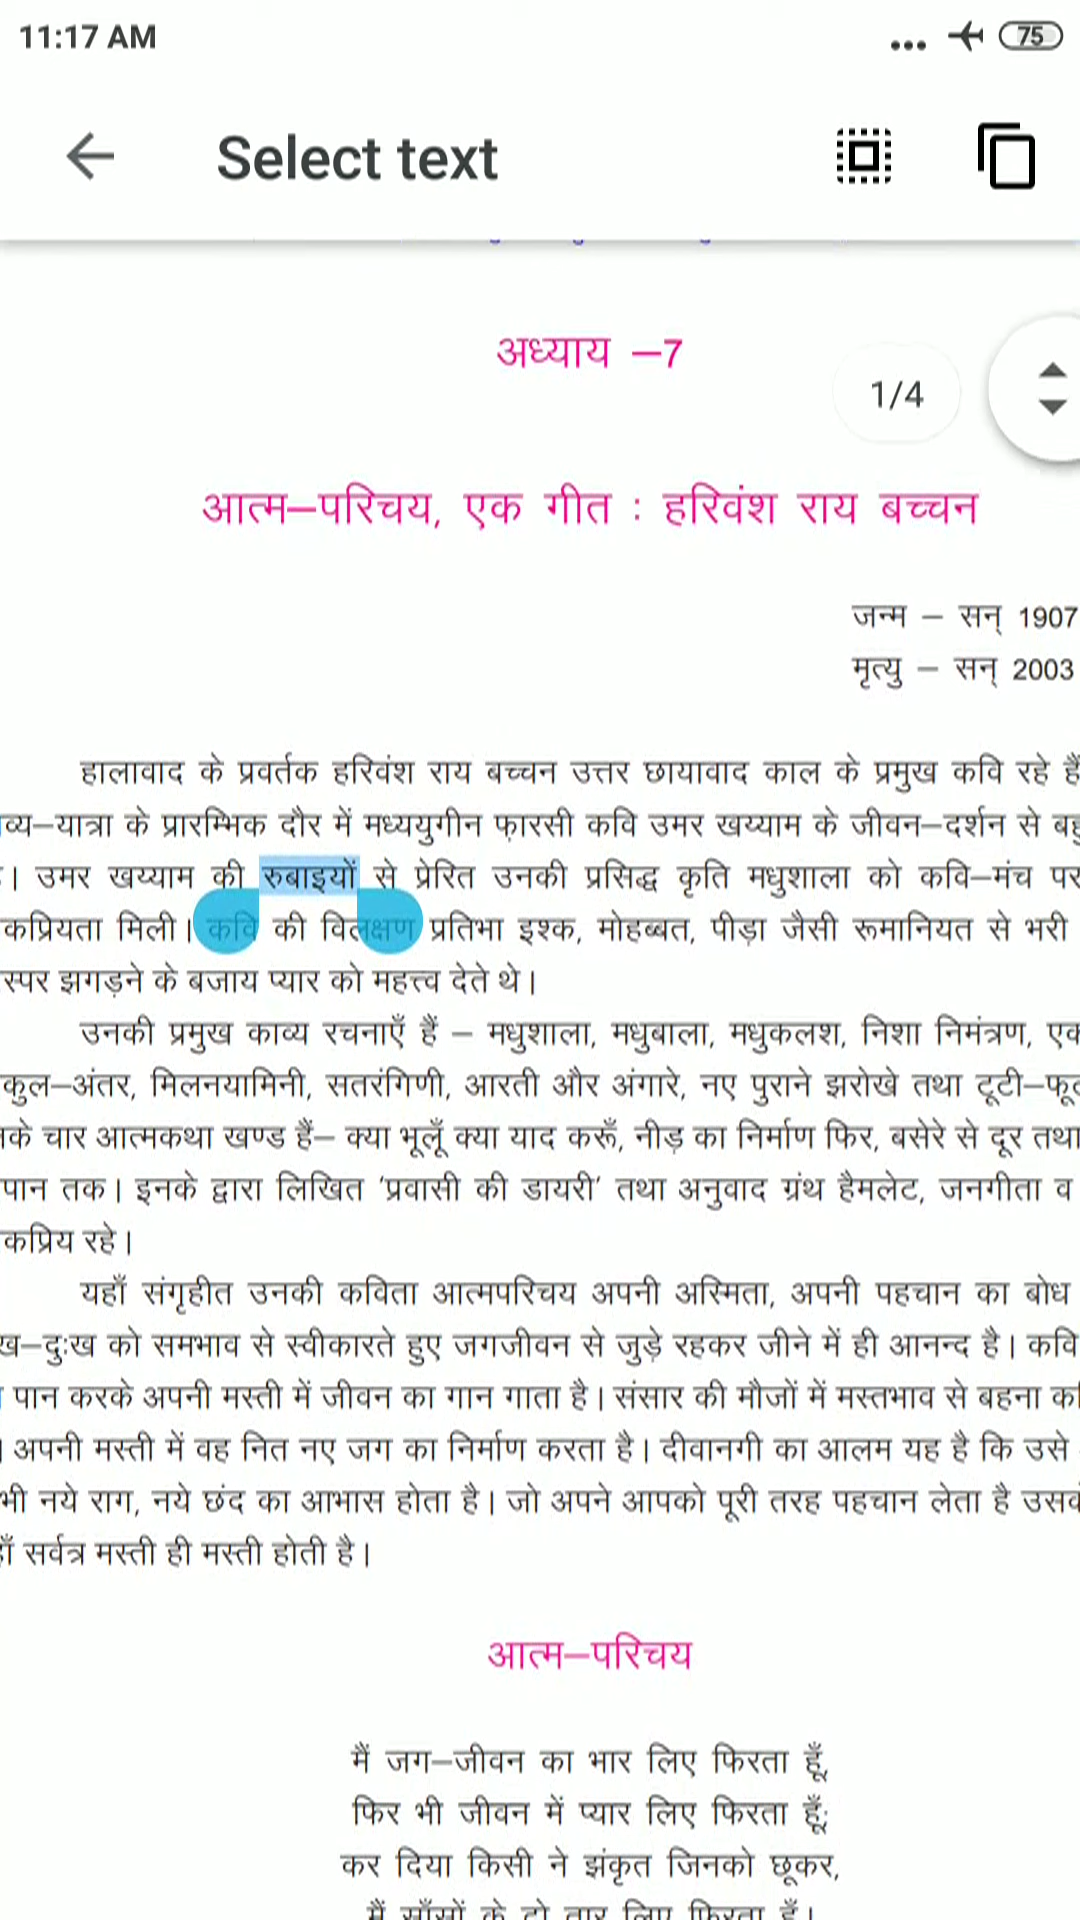 11:17 AM
75
Select text
अध्याय –7
1/4
आत्म–परिचय, एक गीत : हरिवंश राय बच्चन
जन्म – सन् 1907
मृत्यु – सन् 2003
हालावाद के प्रवर्तक हरिवंश राय बच्चन उत्तर छायावाद काल के प्रमुख कवि रहे हैं
व्य–यात्रा के प्रारम्भिक दौर में मध्ययुगीन फ़ारसी कवि उमर खय्याम के जीवन–दर्शन से
। उमर खय्याम की रुबाइयों से प्रेरित उनकी प्रसिद्ध कृति मधुशाला को कवि–मंच पर
कप्रियता मिली। कवि की विलक्षण प्रतिभा इश्क, मोहब्बत, पीड़ा जैसी रूमानियत से भरी
स्पर झगड़ने के बजाय प्यार को महत्त्व देते थे।
उनकी प्रमुख काव्य रचनाएँ हैं – मधुशाला, मधुबाला, मधुकलश, निशा निमंत्रण, एक
कुल–अंतर, मिलनयामिनी, सतरंगिणी, आरती और अंगारे, नए पुराने झरोखे तथा टूटी–फू
के चार आत्मकथा खण्ड हैं– क्या भूलूँ क्या याद करूँ, नीड़ का निर्माण फिर, बसेरे से दूर तथा
पान तक। इनके द्वारा लिखित ‘प्रवासी की डायरी’ तथा अनुवाद ग्रंथ हैमलेट, जनगीता व
कप्रिय रहे।
यहाँ संगृहीत उनकी कविता आत्मपरिचय अपनी अस्मिता, अपनी पहचान का बोध
ख–दुःख को समभाव से स्वीकारते हुए जगजीवन से जुड़े रहकर जीने में ही आनन्द है। कवि
पान करके अपनी मस्ती में जीवन का गान गाता है। संसार की मौजों में मस्तभाव से बहना
। अपनी मस्ती में वह नित नए जग का निर्माण करता है। दीवानगी का आलम यह है कि उसे
भी नये राग, नये छंद का आभास होता है। जो अपने आपको पूरी तरह पहचान लेता है
सर्वत्र मस्ती ही मस्ती होती है।
आत्म–परिचय
मैं जग–जीवन का भार लिए फिरता हूँ,
फिर भी जीवन में प्यार लिए फिरता हूँ;
कर दिया किसी ने झंकृत जिनको छूकर,
मैं साँसों के दो तार लिए फिरता हूँ।